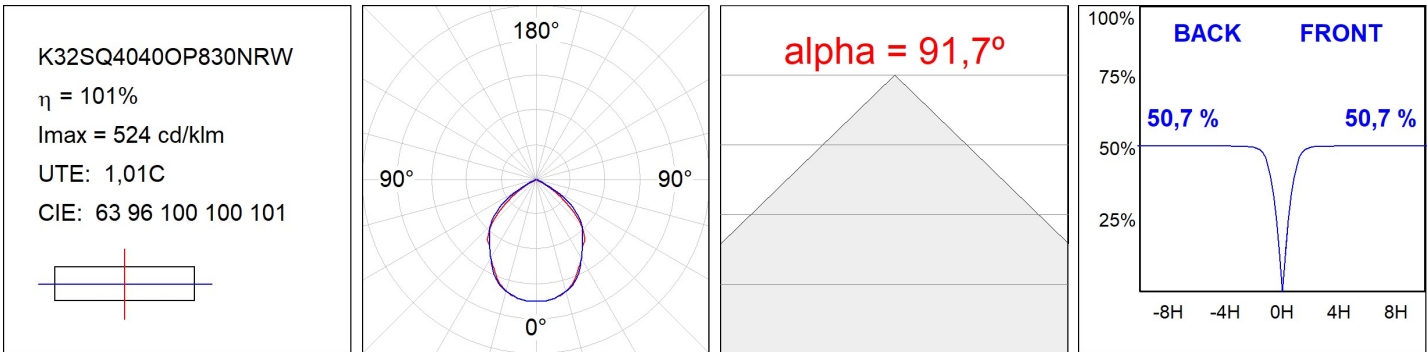 K32SQ4040OP830NRW
η = 101%
Imax = 524 cd/klm
UTE: 1,01C
CIE: 63 96 100 100 101
180°
90° 90°
0°
alpha = 91,7º
100%
BACK FRONT
75%
50,7 % 50,7 %
50%
25%
-8H -4H 0H 4H 8H